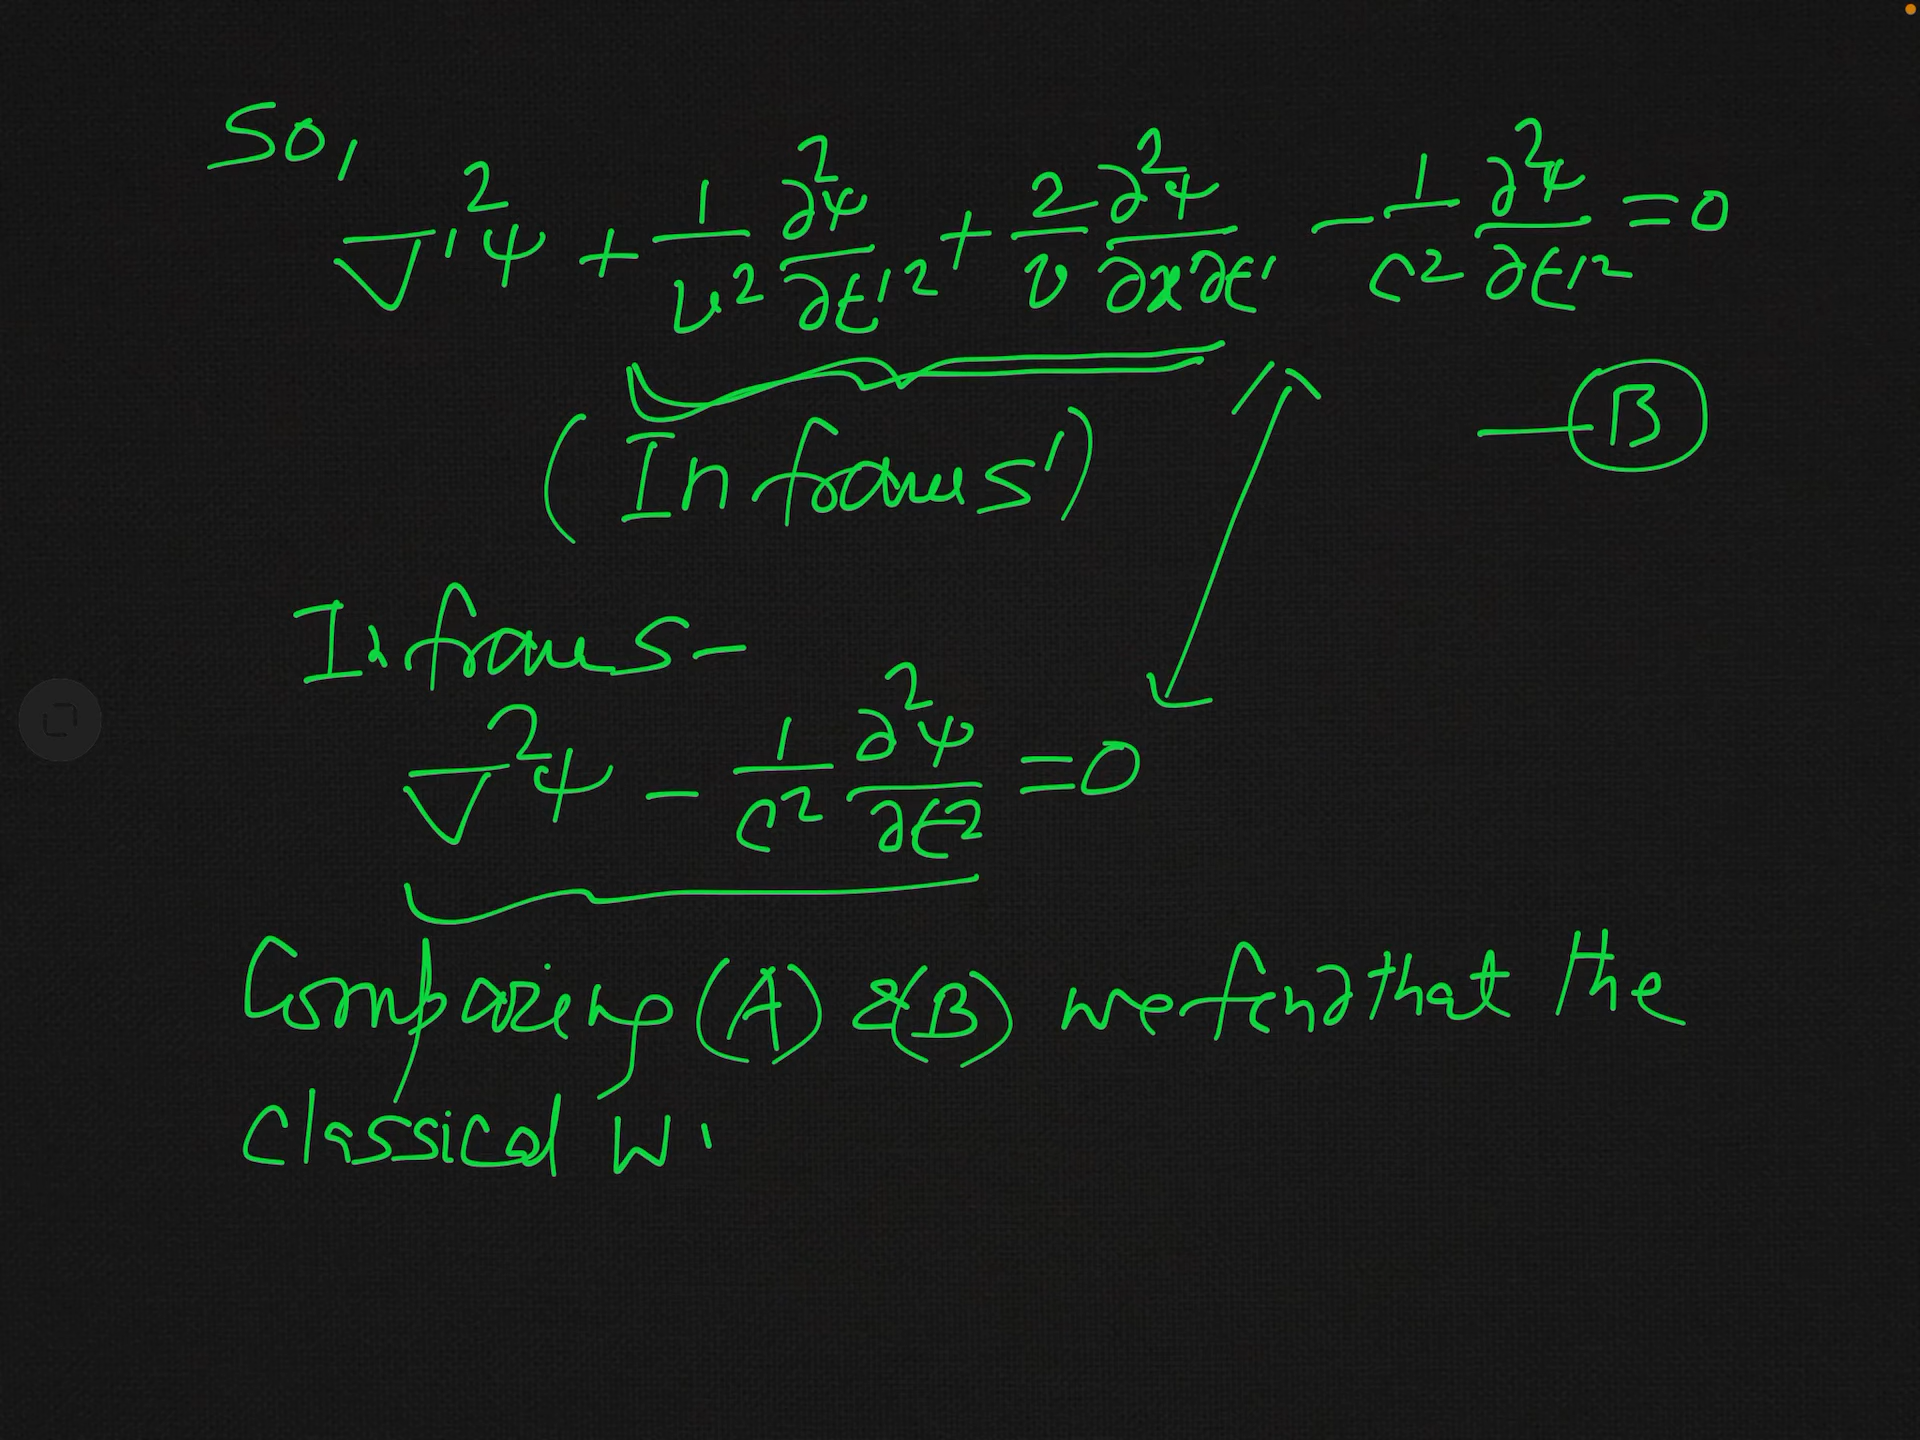 So,
∇'²ψ + 1/v² ∂²ψ/∂t'² + 2/v ∂²ψ/∂x∂t' − 1/c² ∂²ψ/∂t'² = 0
— B
(In frame s')
In frame s –
∇²ψ − 1/c² ∂²ψ/∂t² = 0
Comparing (A) & (B) we find that the
classical w